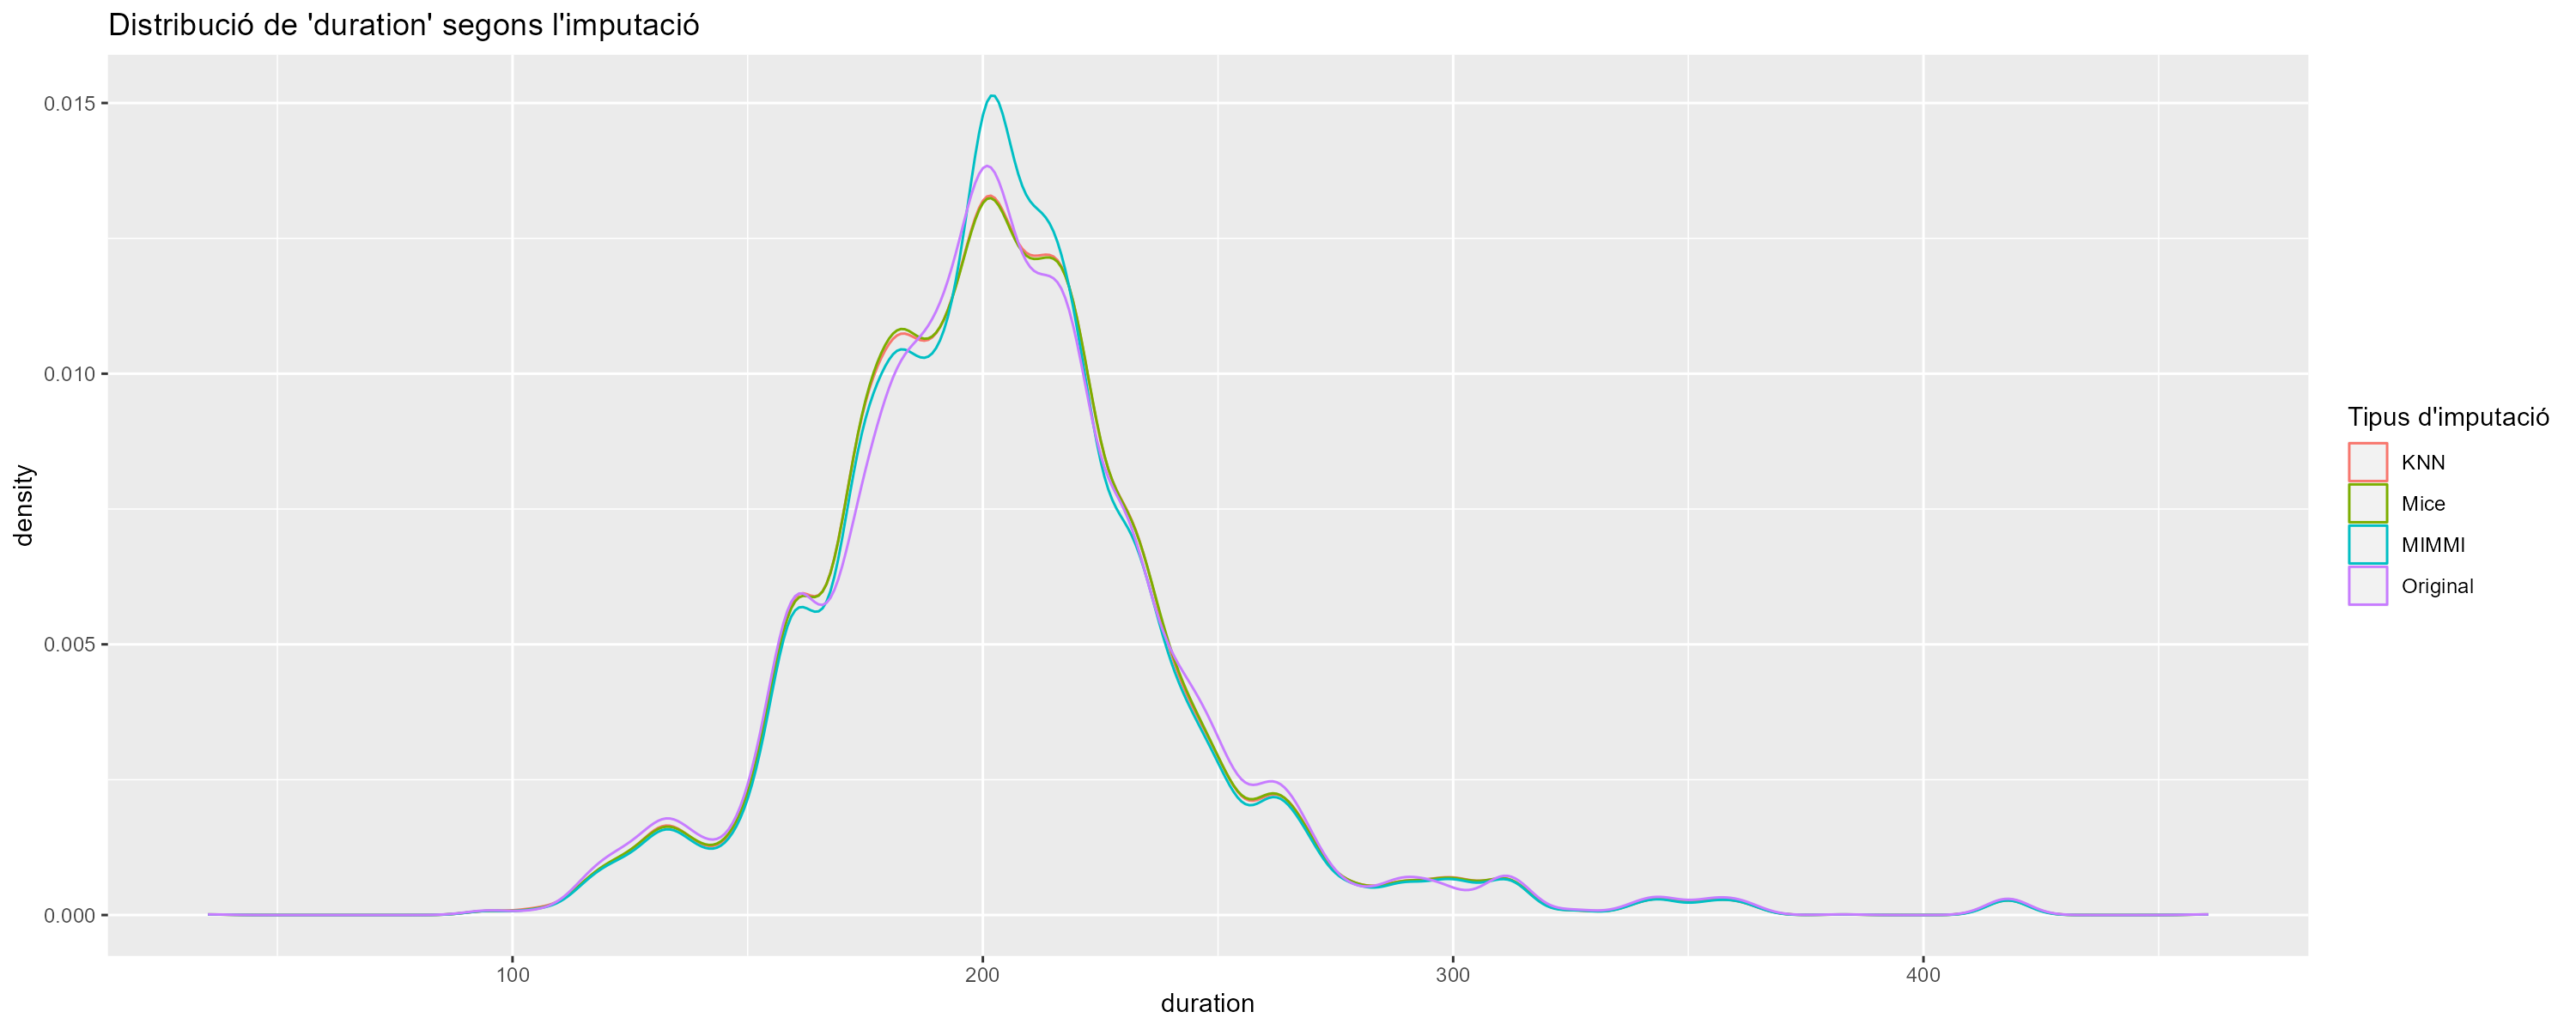 Distribució de 'duration' segons l'imputació
0.015
0.010
0.005
0.000
density
100 200 300 400
duration
Tipus d'imputació
KNN
Mice
MIMMI
Original